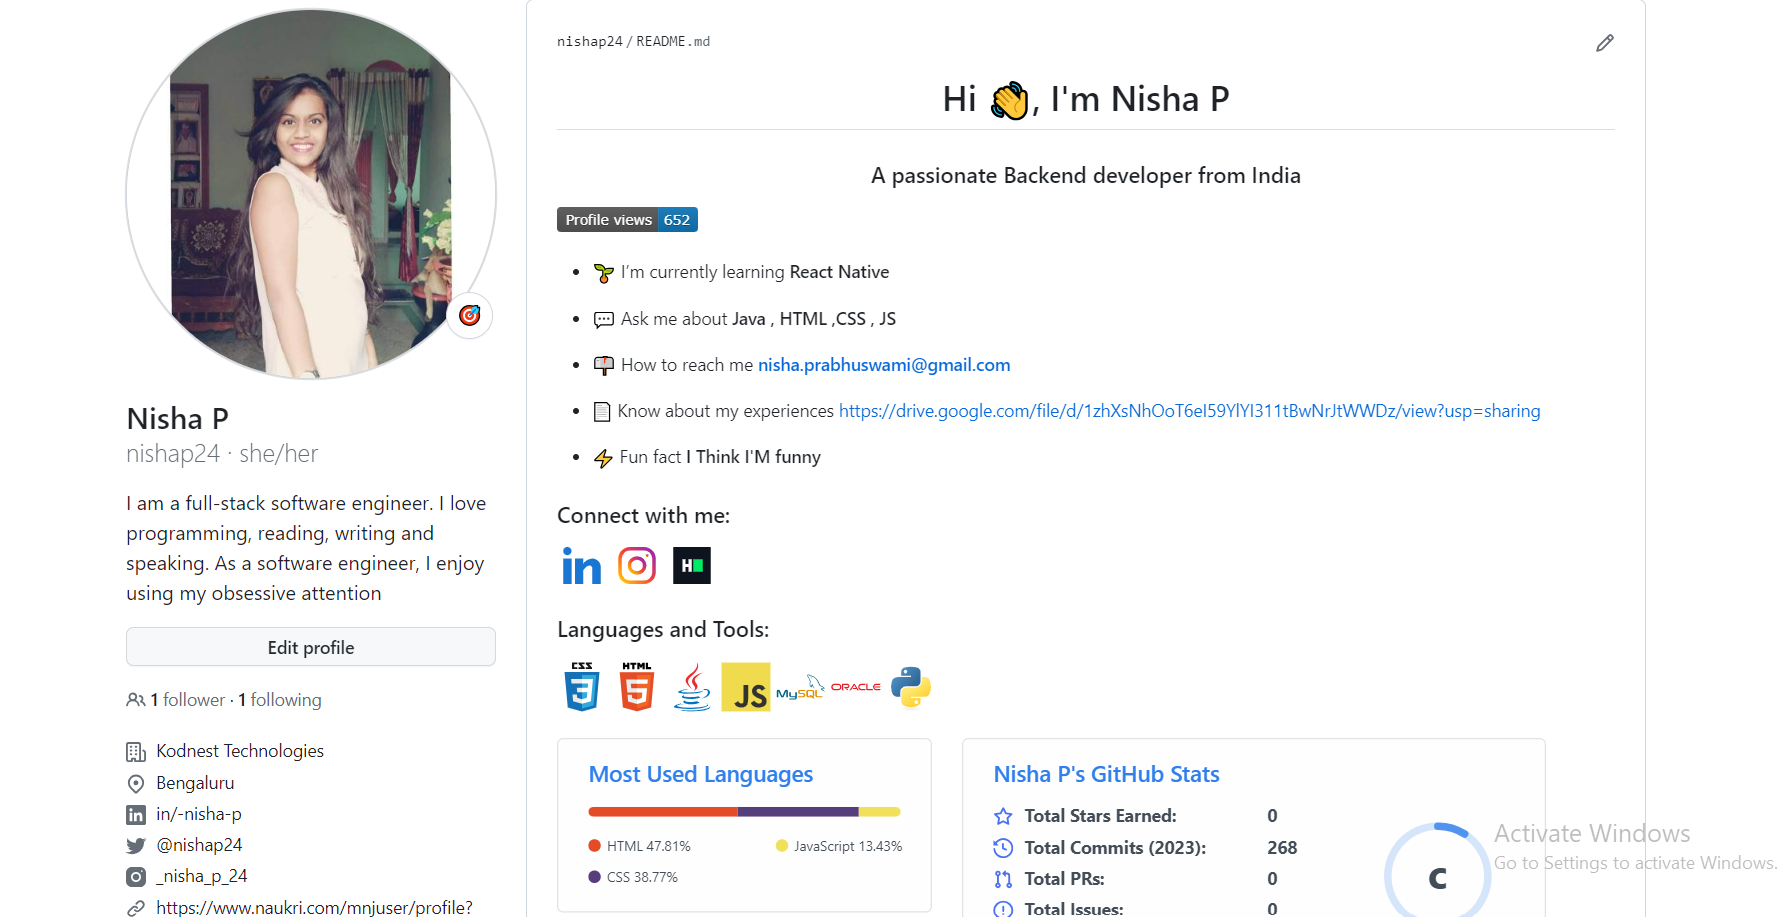 nishap24 / README.md
Hi 👋, I'm Nisha P
A passionate Backend developer from India
Profile views 652
🌱 I’m currently learning React Native
💬 Ask me about Java , HTML ,CSS , JS
📫 How to reach me nisha.prabhuswami@gmail.com
📄 Know about my experiences https://drive.google.com/file/d/1zhXsNhOoT6eI59YlYI311tBwNrJtWWDz/view?usp=sharing
⚡ Fun fact I Think I'M funny
Connect with me:
in
H
Languages and Tools:
CSS 3
HTML 5
Java
JS
MySQL
ORACLE
Most Used Languages
HTML 47.81%
JavaScript 13.43%
CSS 38.77%
Nisha P's GitHub Stats
Total Stars Earned: 0
Total Commits (2023): 268
Total PRs: 0
Total Issues: 0
C
Nisha P
nishap24 · she/her
I am a full-stack software engineer. I love
programming, reading, writing and
speaking. As a software engineer, I enjoy
using my obsessive attention
Edit profile
1 follower · 1 following
Kodnest Technologies
Bengaluru
in/-nisha-p
@nishap24
_nisha_p_24
https://www.naukri.com/mnjuser/profile?
Activate Windows
Go to Settings to activate Windows.